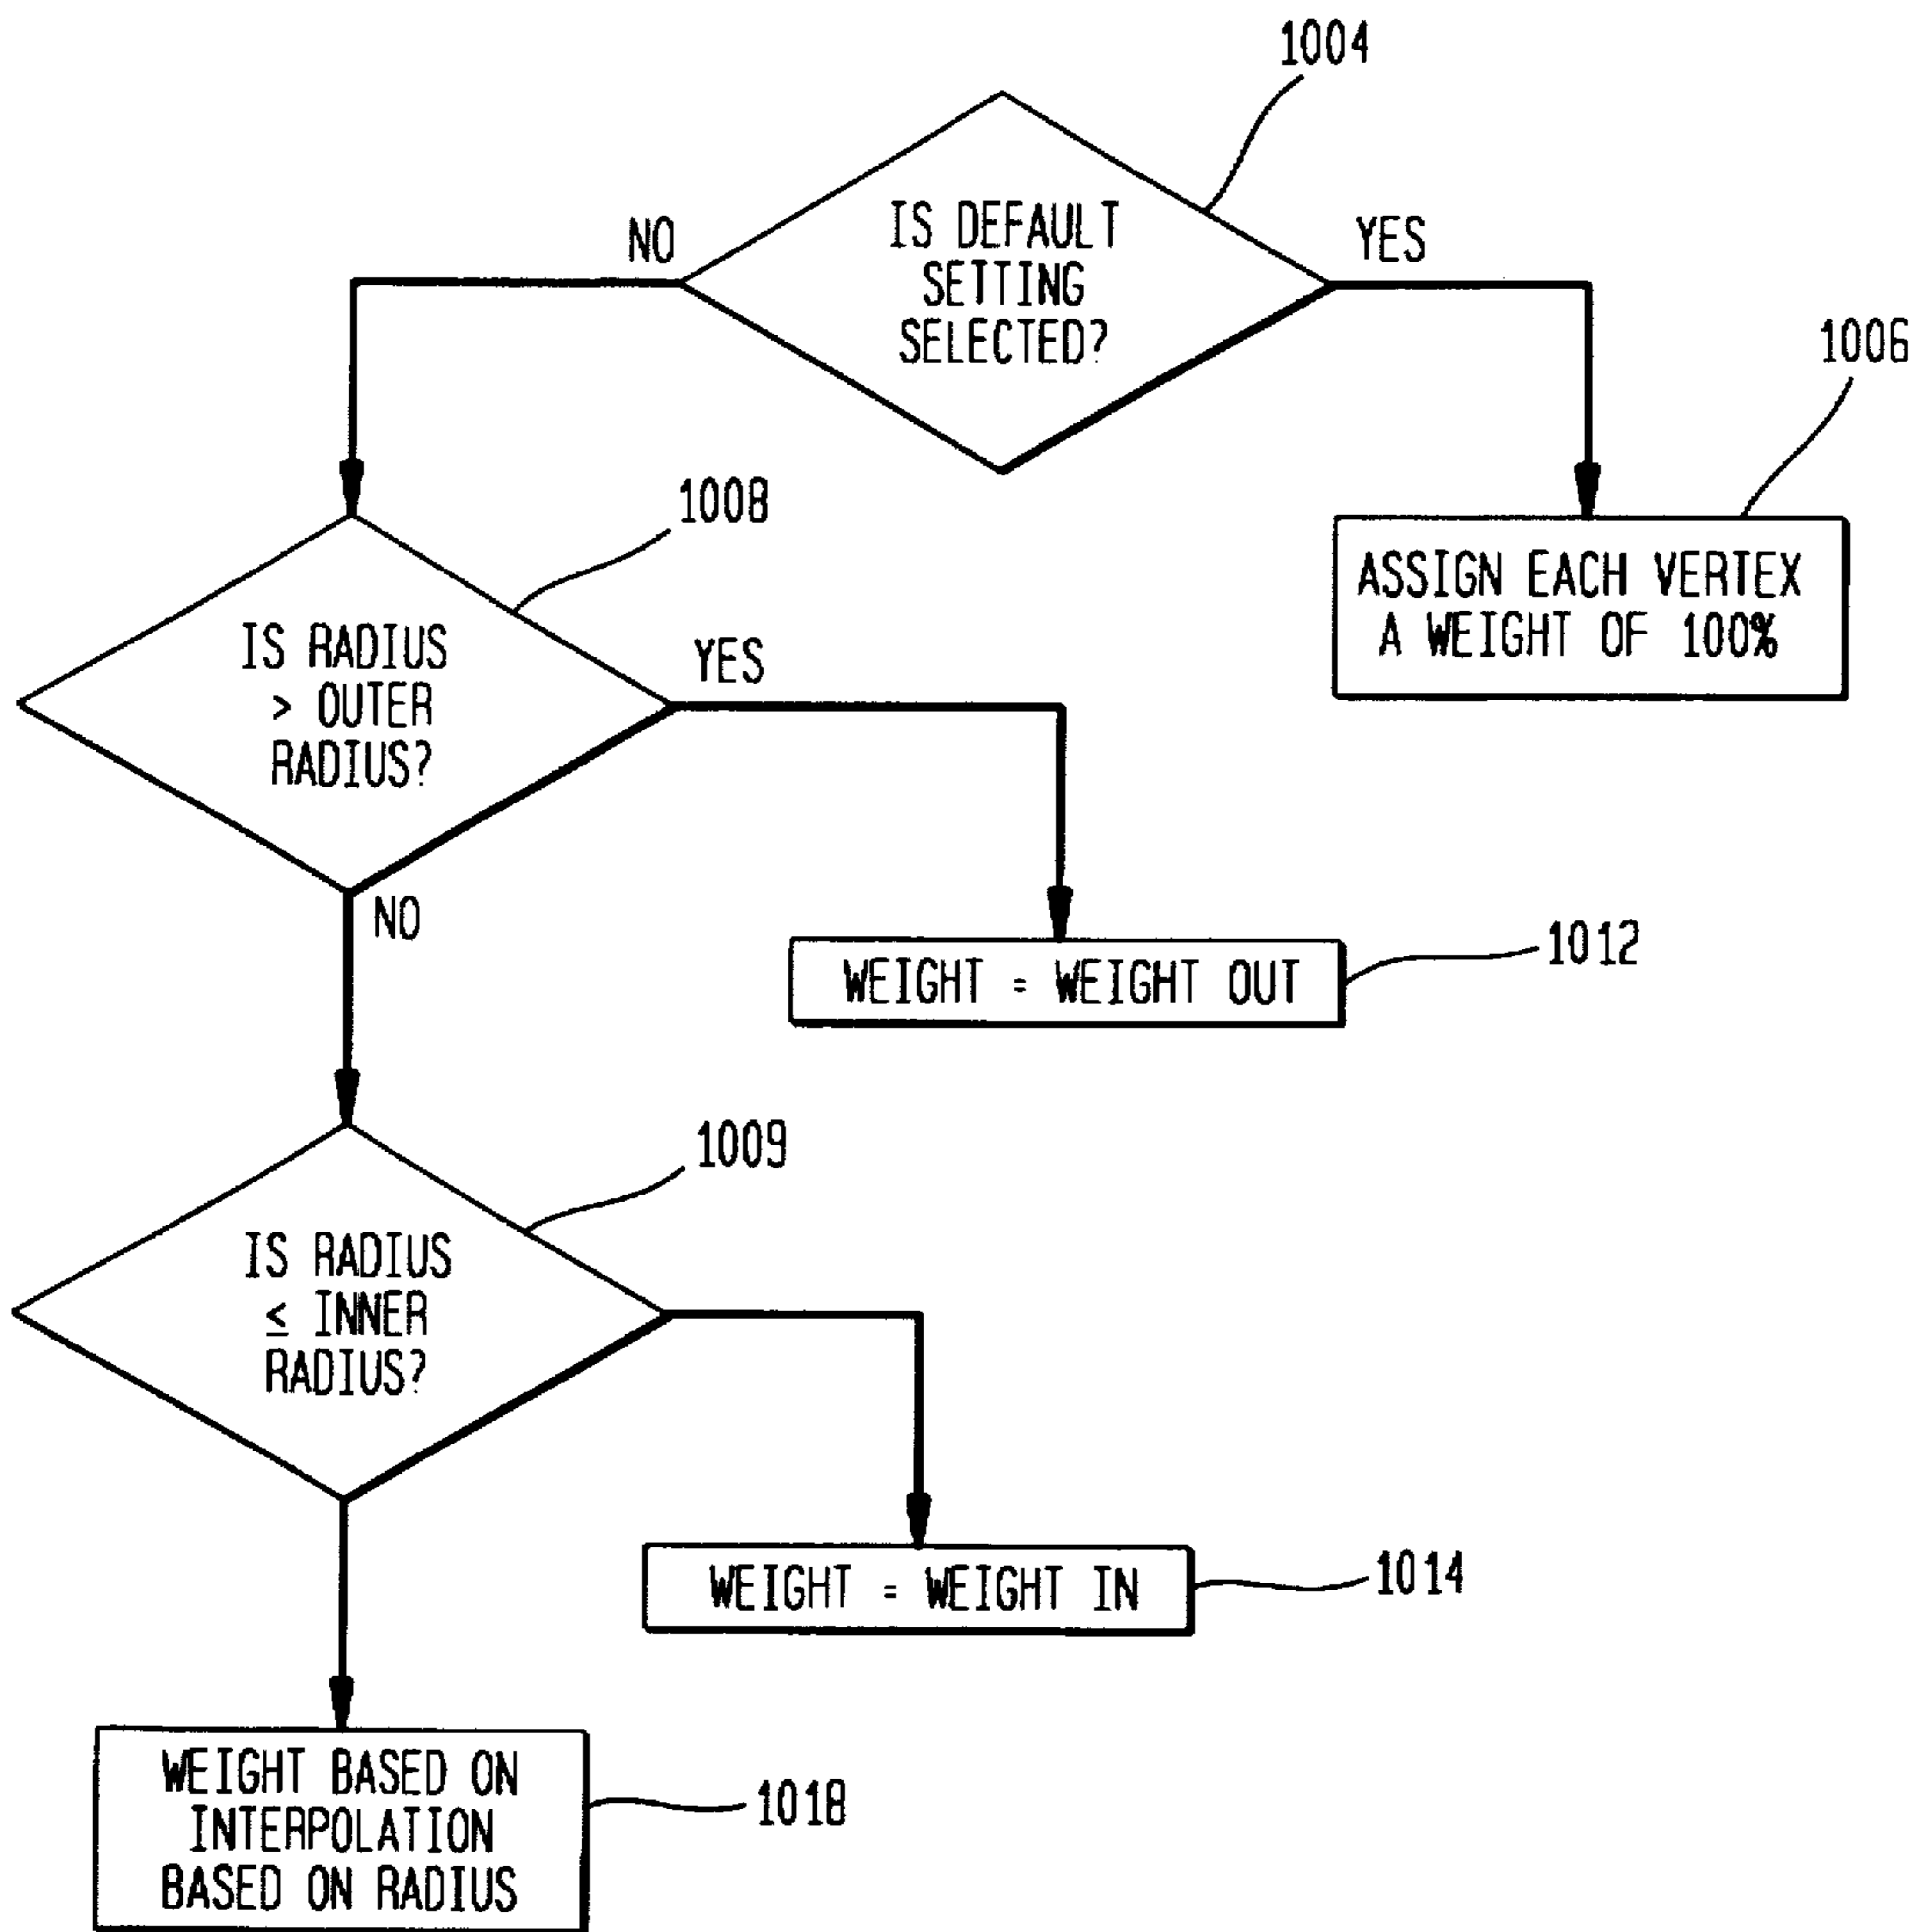 1004
IS DEFAULT
SETTING
SELECTED?
NO
YES
1006
ASSIGN EACH VERTEX
A WEIGHT OF 100%
1008
IS RADIUS
> OUTER
RADIUS?
YES
NO
WEIGHT = WEIGHT OUT
1012
1009
IS RADIUS
≤ INNER
RADIUS?
WEIGHT = WEIGHT IN
1014
WEIGHT BASED ON
INTERPOLATION
BASED ON RADIUS
1018